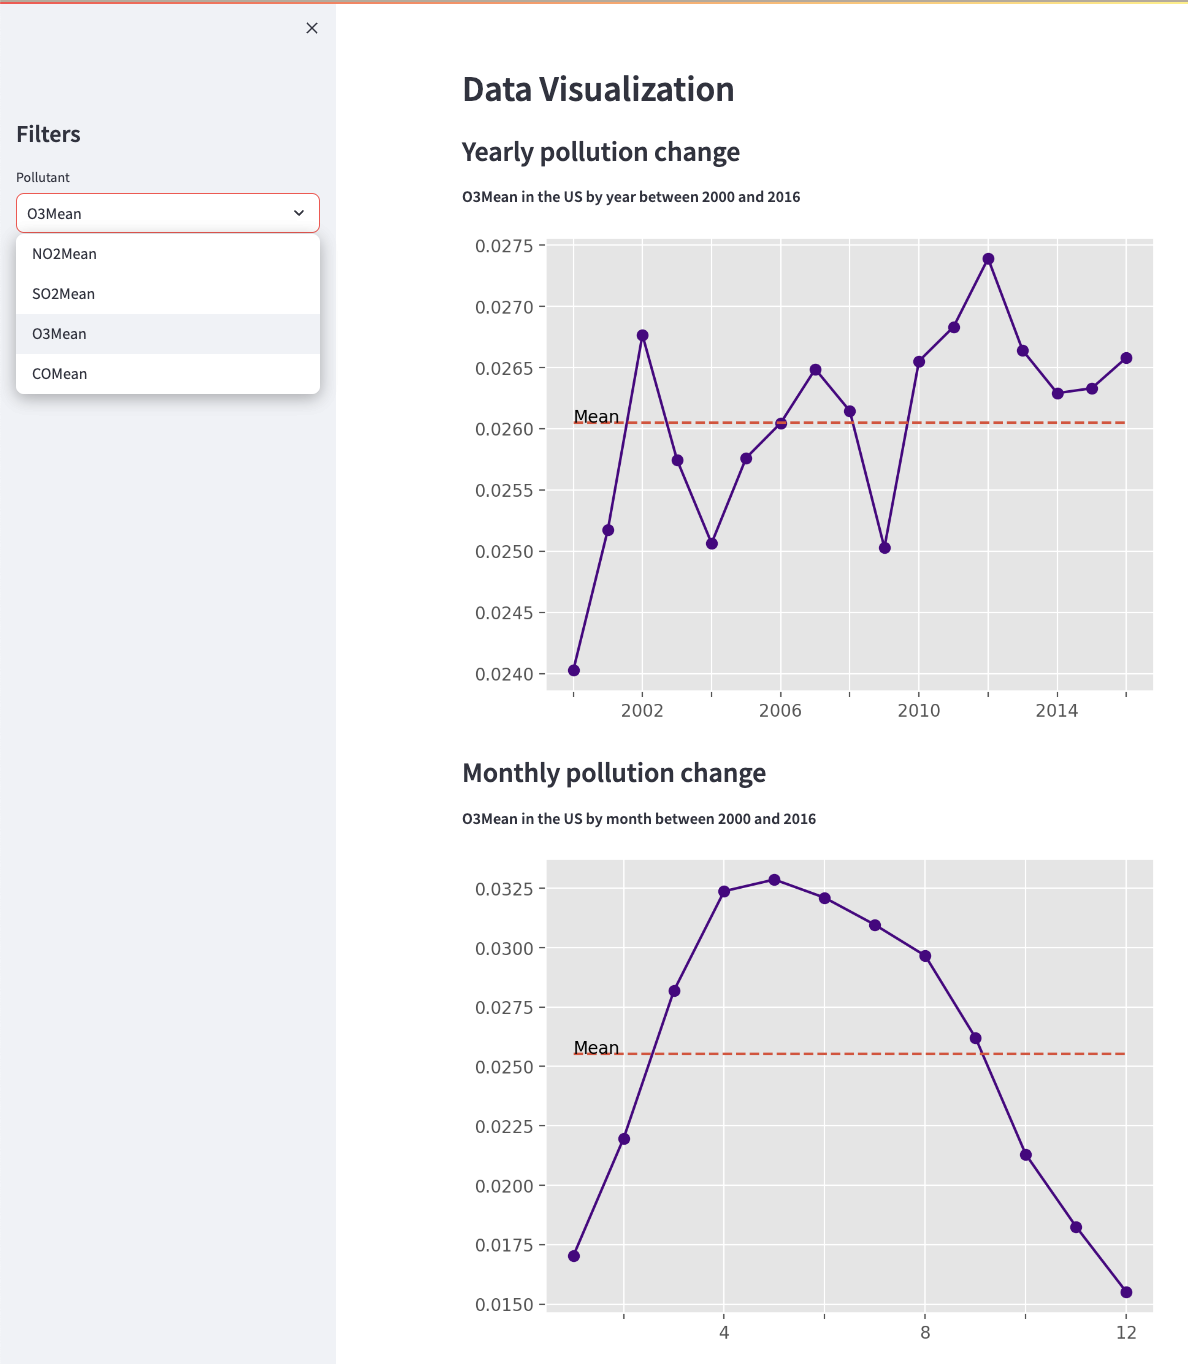 Filters
Pollutant
O3Mean
NO2Mean
SO2Mean
O3Mean
COMean
Data Visualization
Yearly pollution change
O3Mean in the US by year between 2000 and 2016
0.0275
0.0270
0.0265
Mean
0.0260
0.0255
0.0250
0.0245
0.0240
2002 2006 2010 2014
Monthly pollution change
O3Mean in the US by month between 2000 and 2016
0.0325
0.0300
0.0275
Mean
0.0250
0.0225
0.0200
0.0175
0.0150
4 8 12